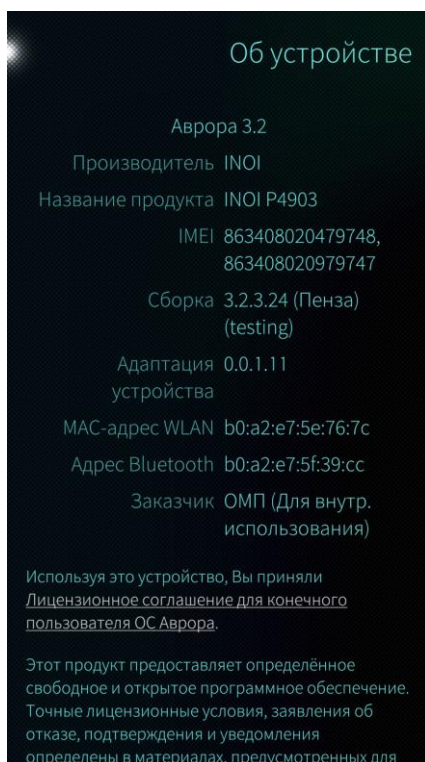 Об устройстве
Аврора 3.2
Производитель INOI
Название продукта INOI P4903
IMEI 863408020479748,
863408020979747
Сборка 3.2.3.24 (Пенза)
(testing)
Адаптация 0.0.1.11
устройства
MAC-адрес WLAN b0:a2:e7:5e:76:7c
Адрес Bluetooth b0:a2:e7:5f:39:cc
Заказчик ОМП (Для внутр.
использования)
Используя это устройство, Вы приняли
Лицензионное соглашение для конечного
пользователя ОС Аврора.
Этот продукт предоставляет определённое
свободное и открытое программное обеспечение.
Точные лицензионные условия, заявления об
отказе, подтверждения и уведомления
определены в материалах, предусмотренных для